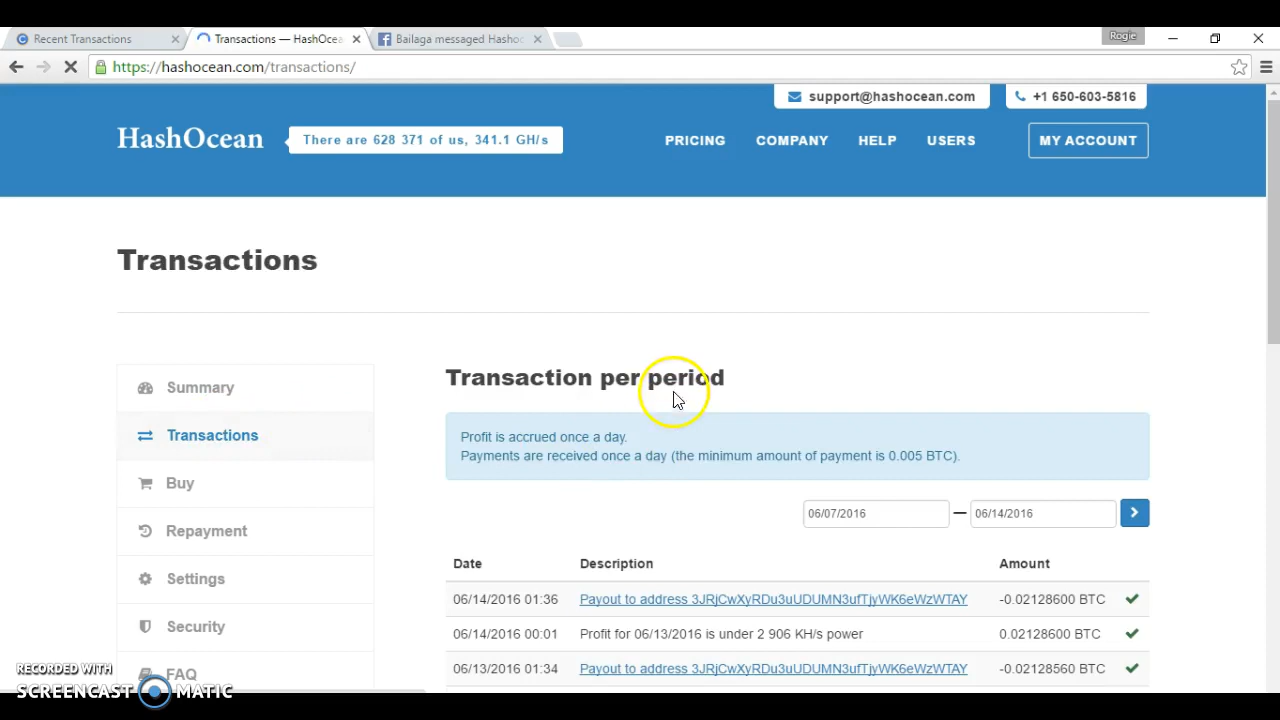 Recent Transactions
Transactions — HashOcea
Bailaga messaged Hashoc
Rogie
https://hashocean.com/transactions/
support@hashocean.com
+1 650-603-5816
HashOcean
There are 628 371 of us, 341.1 GH/s
PRICING
COMPANY
HELP
USERS
MY ACCOUNT
Transactions
Summary
Transactions
Buy
Repayment
Settings
Security
FAQ
Transaction per period
Profit is accrued once a day.
Payments are received once a day (the minimum amount of payment is 0.005 BTC).
06/07/2016 — 06/14/2016
Date Description Amount
06/14/2016 01:36 Payout to address 3JRjCwXyRDu3uUDUMN3ufTjyWK6eWzWTAY -0.02128600 BTC
06/14/2016 00:01 Profit for 06/13/2016 is under 2 906 KH/s power 0.02128600 BTC
06/13/2016 01:34 Payout to address 3JRjCwXyRDu3uUDUMN3ufTjyWK6eWzWTAY -0.02128560 BTC
RECORDED WITH
SCREENCAST MATIC